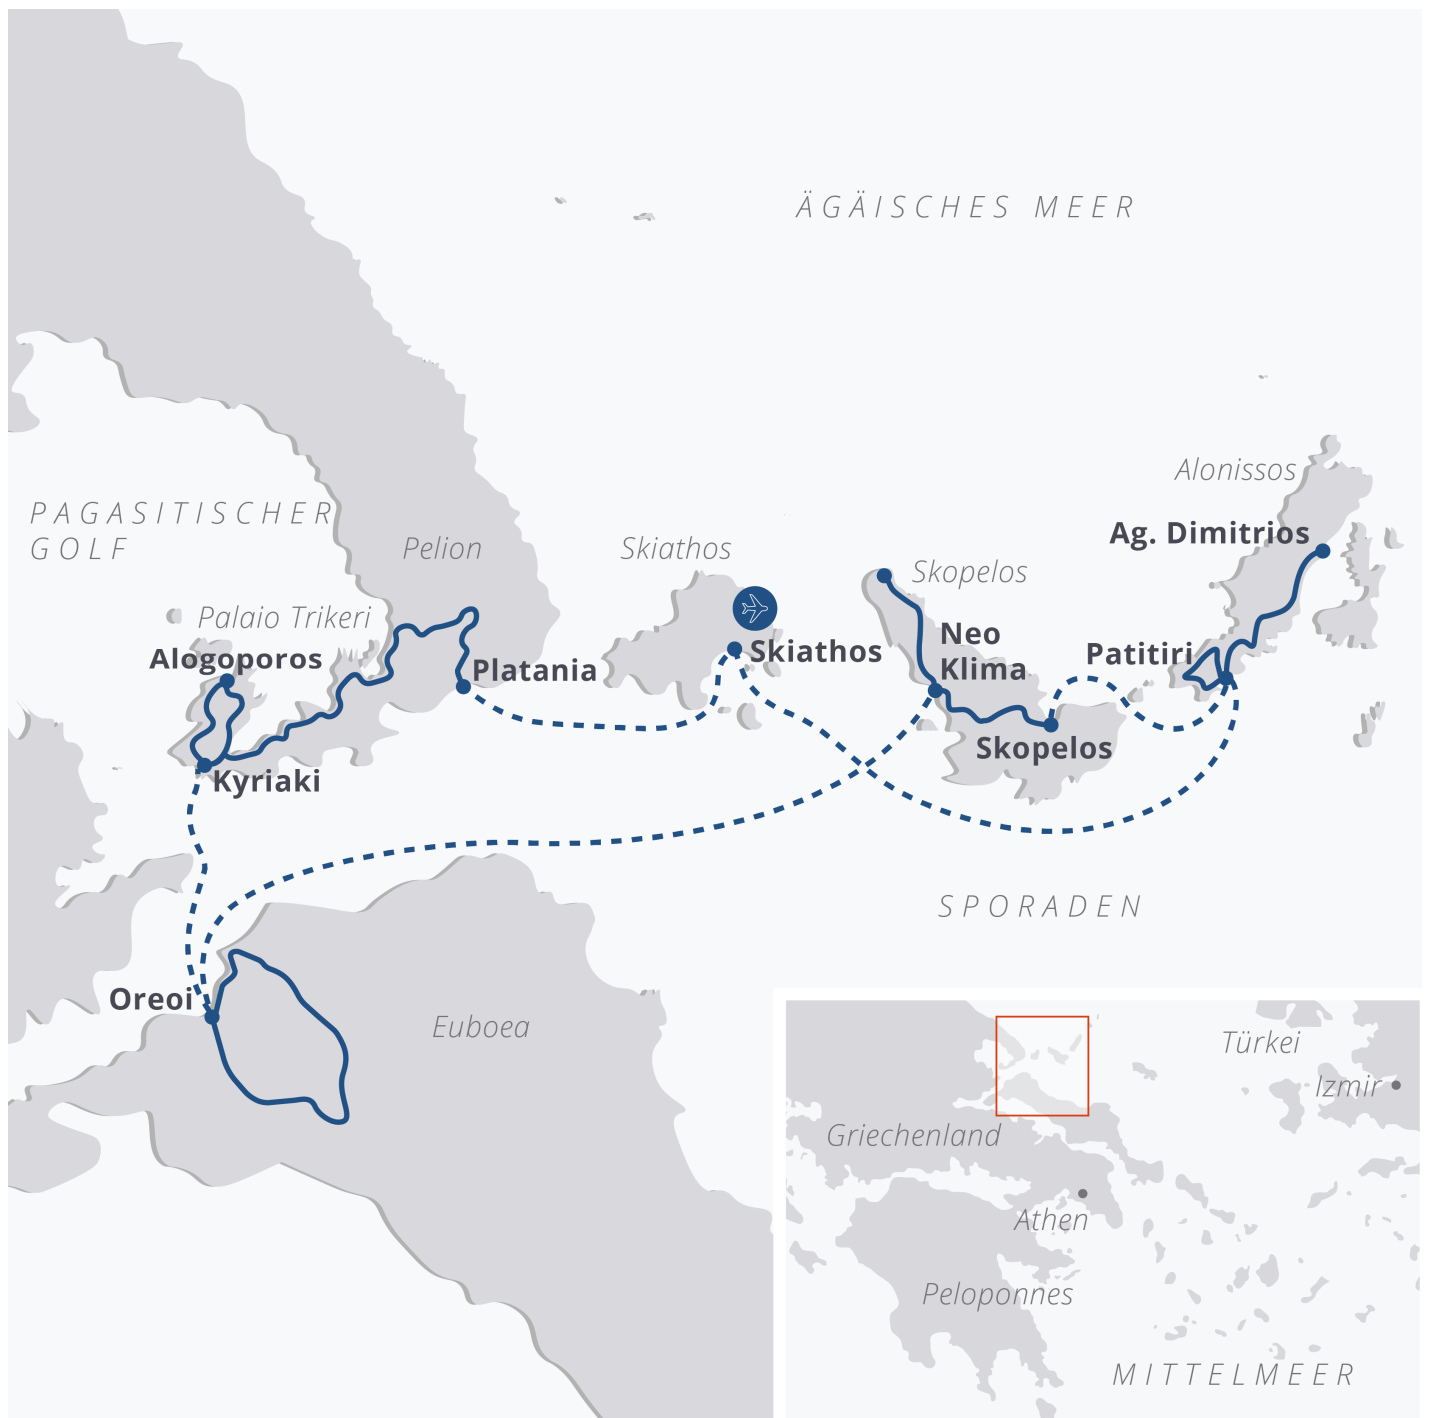 ÄGÄISCHES MEER
Alonissos
PAGASITISCHER
GOLF
Ag. Dimitrios
Pelion
Skiathos
Skopelos
Palaio Trikeri
Neo
Klima
Alogoporos
Skiathos
Patitiri
Platania
Skopelos
Kyriaki
SPORADEN
Oreoi
Euboea
Türkei
Izmir
Griechenland
Athen
Peloponnes
MITTELMEER